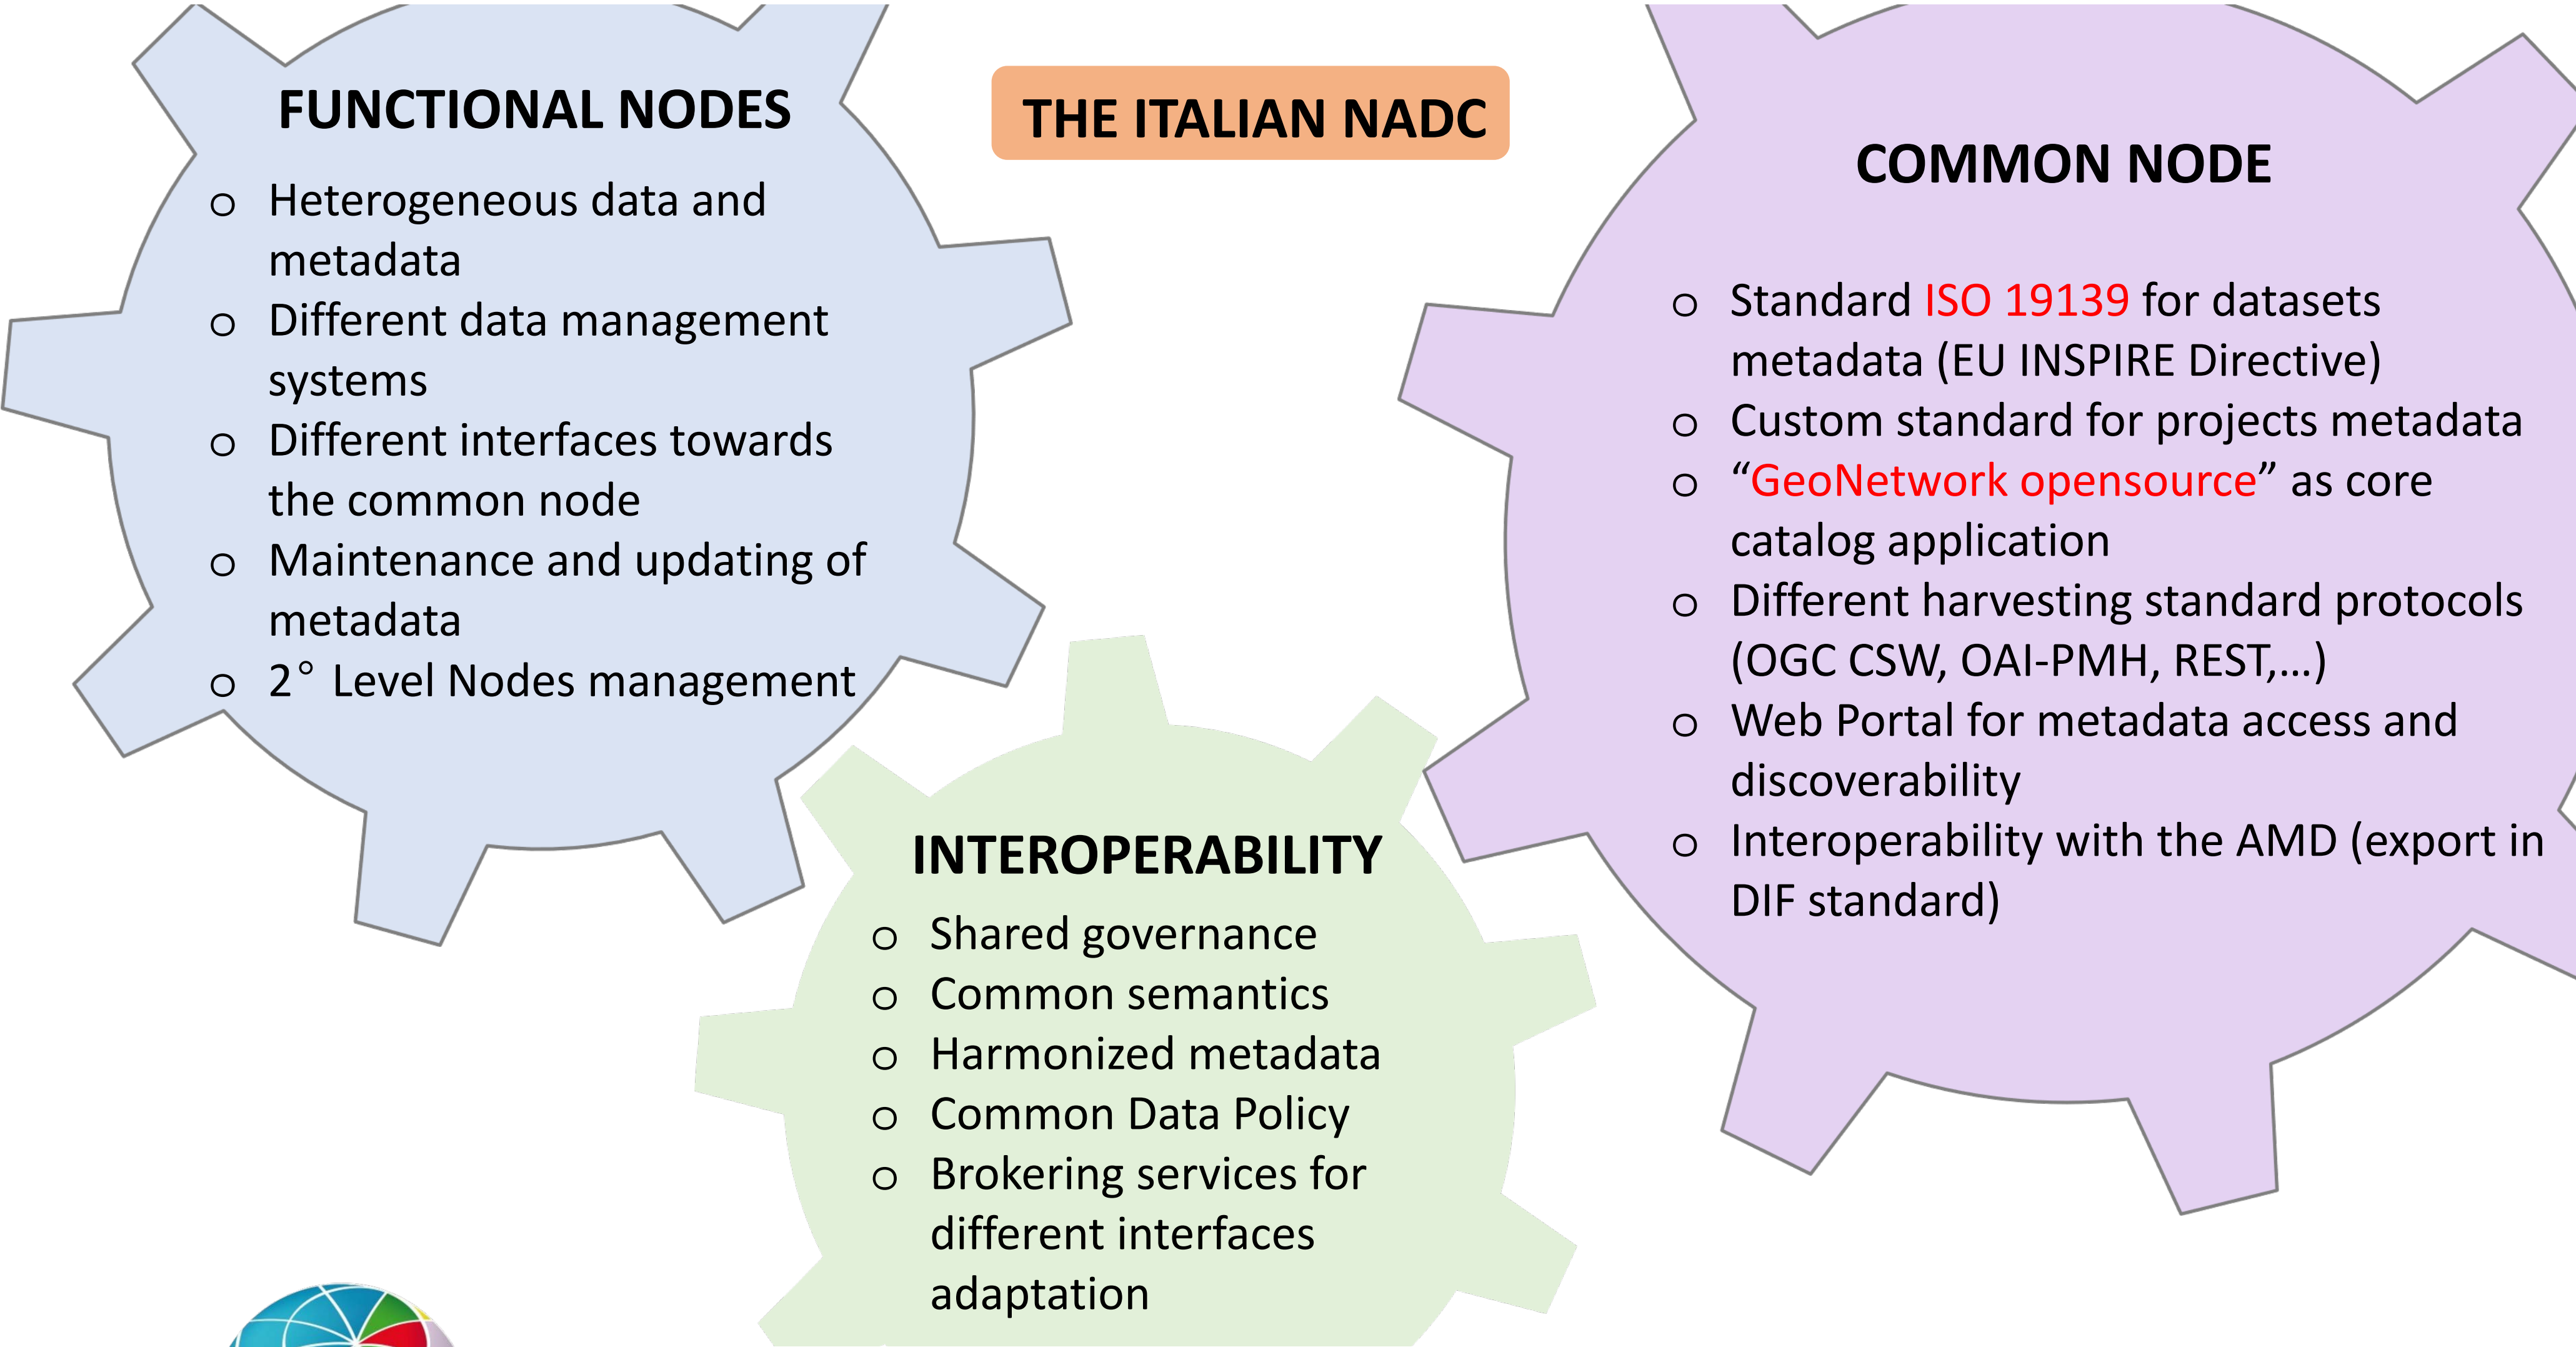 THE ITALIAN NADC
FUNCTIONAL NODES
o Heterogeneous data and
metadata
o Different data management
systems
o Different interfaces towards
the common node
o Maintenance and updating of
metadata
o 2° Level Nodes management
INTEROPERABILITY
o Shared governance
o Common semantics
o Harmonized metadata
o Common Data Policy
o Brokering services for
different interfaces
adaptation
COMMON NODE
o Standard ISO 19139 for datasets
metadata (EU INSPIRE Directive)
o Custom standard for projects metadata
o “GeoNetwork opensource” as core
catalog application
o Different harvesting standard protocols
(OGC CSW, OAI-PMH, REST,...)
o Web Portal for metadata access and
discoverability
o Interoperability with the AMD (export in
DIF standard)